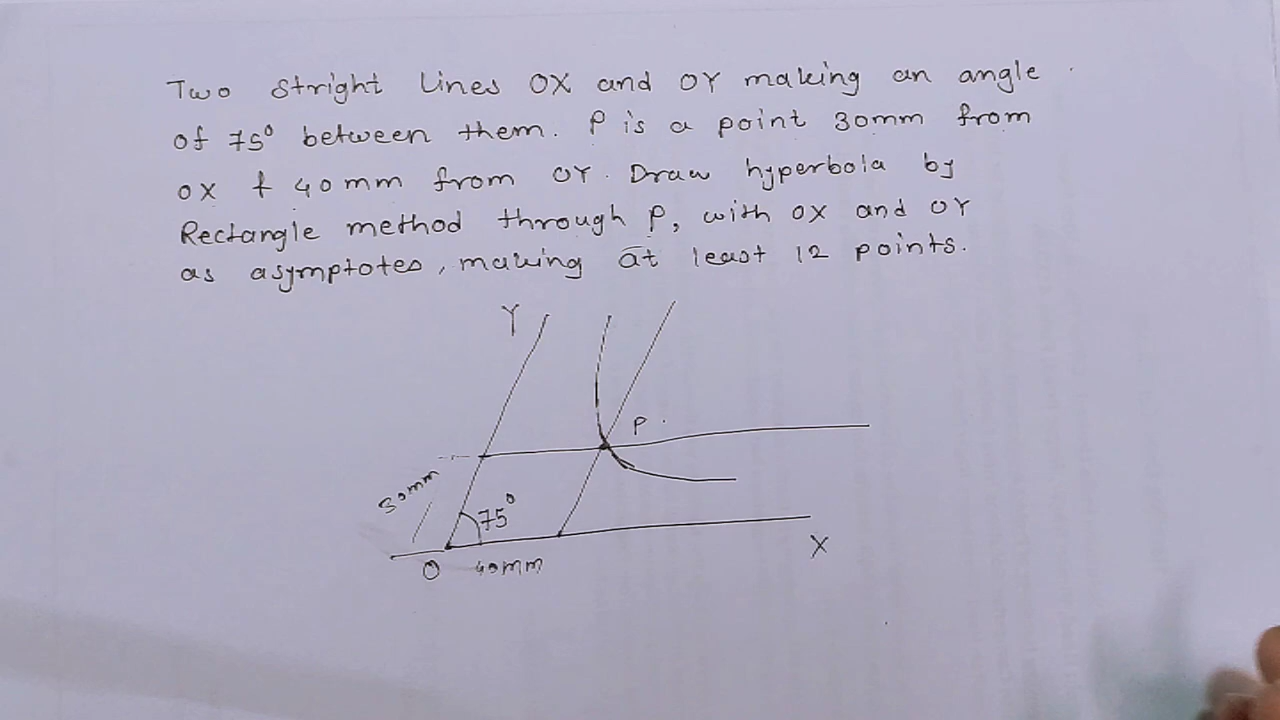 Two Stright Lines OX and OY making an angle
of 75° between them. P is a point 30mm from
OX & 40mm from OY. Draw hyperbola by
Rectangle method through P, with OX and OY
as asymptotes, making at least 12 points.
Y
P
30mm
75°
O
40mm
X